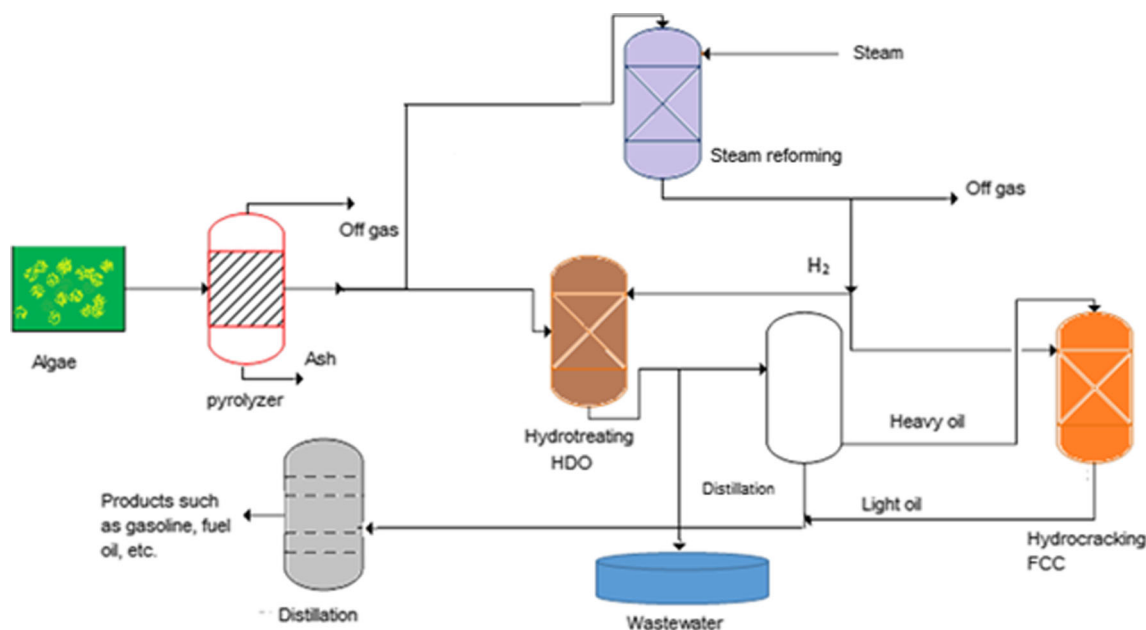 Steam
Steam reforming
Off gas
Off gas
H₂
Algae
Ash
pyrolyzer
Heavy oil
Hydrotreating
HDO
Distillation
Light oil
Products such
as gasoline, fuel
oil, etc.
Hydrocracking
FCC
Distillation
Wastewater